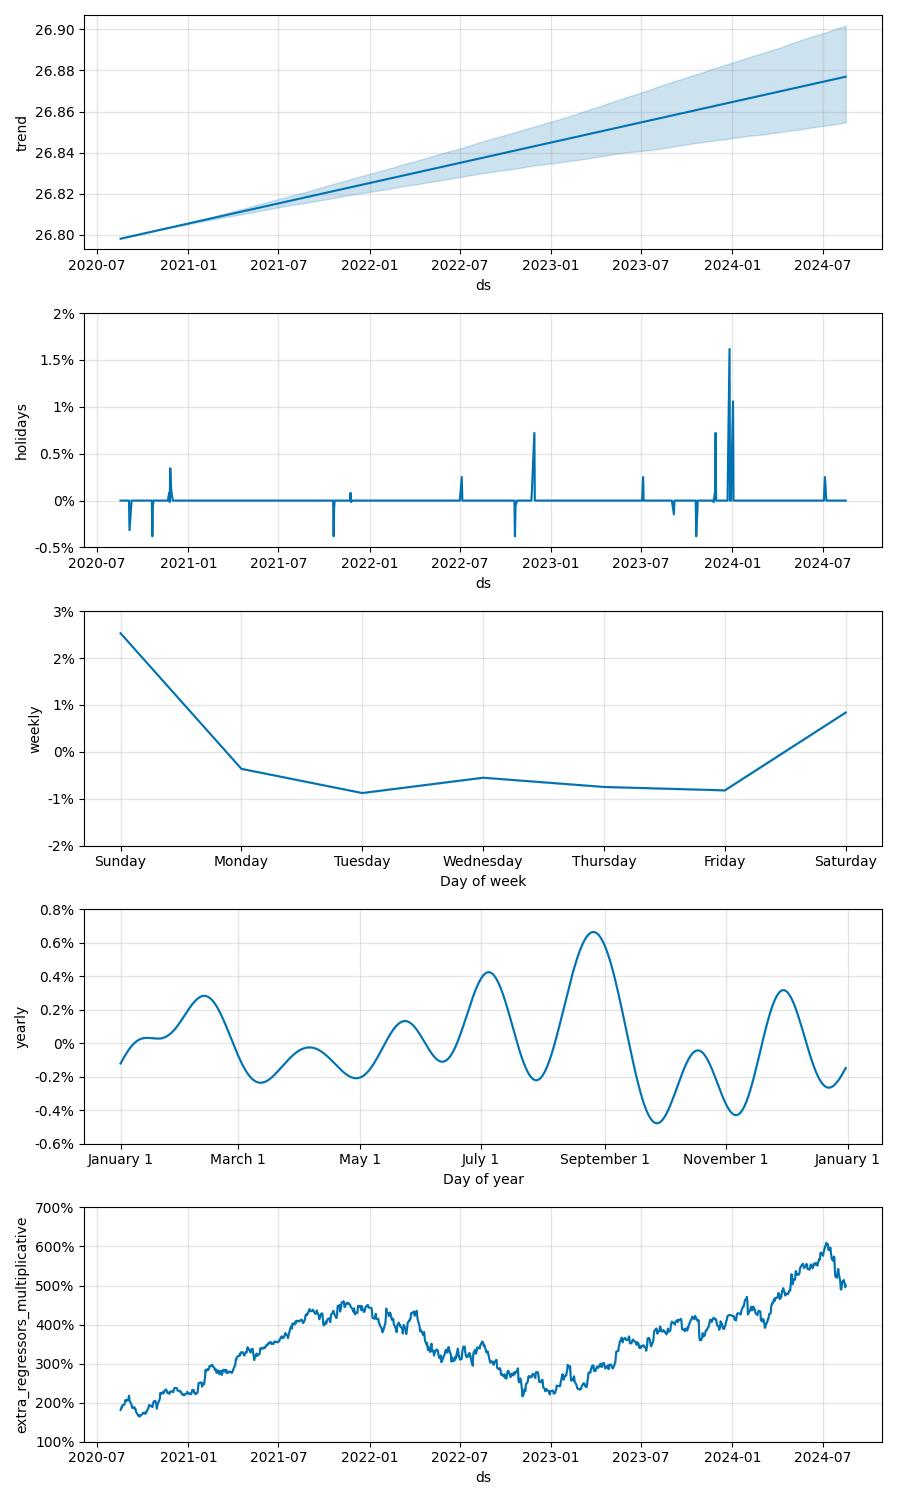 26.90
26.88
26.86
26.84
26.82
26.80
trend
2020-07 2021-01 2021-07 2022-01 2022-07 2023-01 2023-07 2024-01 2024-07
ds
2%
1.5%
1%
0.5%
0%
-0.5%
holidays
2020-07 2021-01 2021-07 2022-01 2022-07 2023-01 2023-07 2024-01 2024-07
ds
3%
2%
1%
0%
-1%
-2%
weekly
Sunday Monday Tuesday Wednesday Thursday Friday Saturday
Day of week
0.8%
0.6%
0.4%
0.2%
0%
-0.2%
-0.4%
-0.6%
yearly
January 1 March 1 May 1 July 1 September 1 November 1 January 1
Day of year
700%
600%
500%
400%
300%
200%
100%
extra_regressors_multiplicative
2020-07 2021-01 2021-07 2022-01 2022-07 2023-01 2023-07 2024-01 2024-07
ds